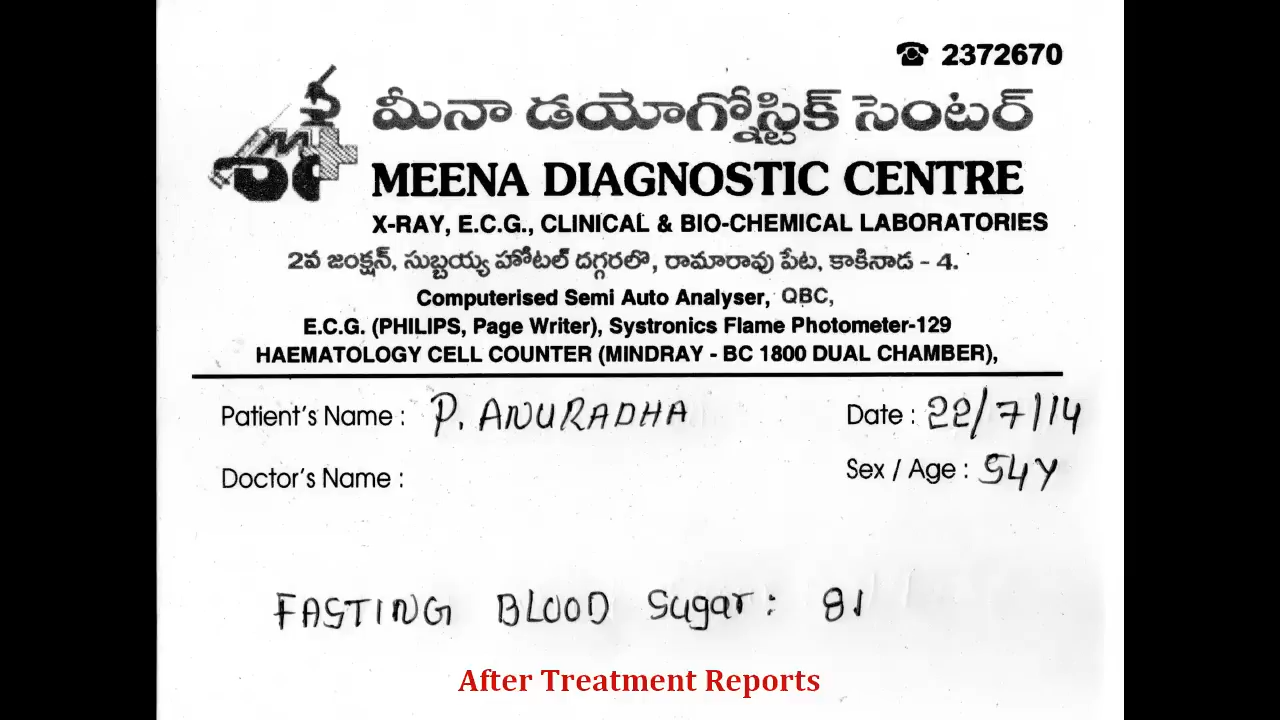 ☎ 2372670
మీనా డయోగ్నోస్టిక్ సెంటర్
MEENA DIAGNOSTIC CENTRE
X-RAY, E.C.G., CLINICAL & BIO-CHEMICAL LABORATORIES
2వ జంక్షన్, సుబ్బయ్య హోటల్ దగ్గరలొ, రామారావు పేట, కాకినాడ - 4.
Computerised Semi Auto Analyser, QBC,
E.C.G. (PHILIPS, Page Writer), Systronics Flame Photometer-129
HAEMATOLOGY CELL COUNTER (MINDRAY - BC 1800 DUAL CHAMBER),
Patient's Name : P. ANURADHA Date : 22/7/14
Doctor's Name : Sex / Age : 54Y
FASTING BLOOD Sugar: 81
After Treatment Reports